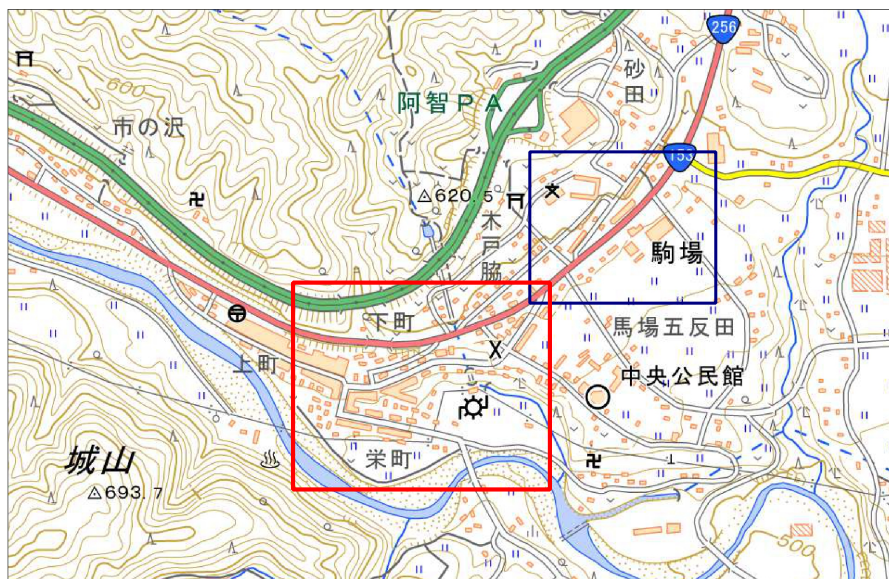 256
砂田
阿智PA
600
市の沢
153
620.5
木戸脇
駒場
下町
馬場五反田
上町
中央公民館
城山
栄町
693.7
500